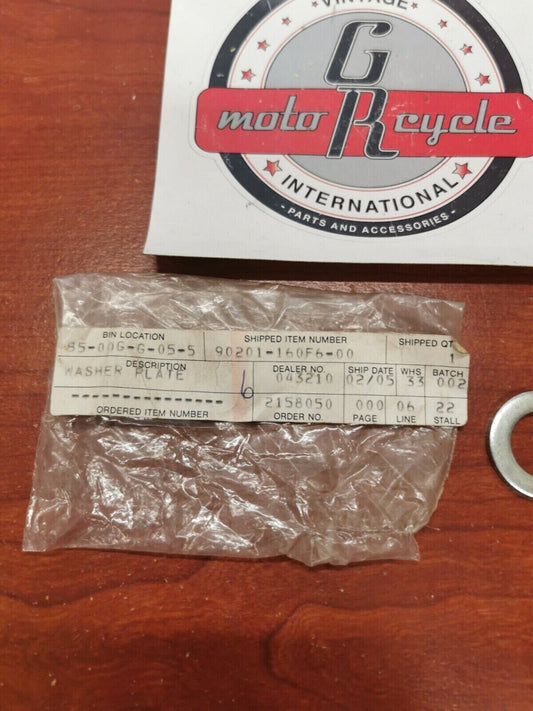 VINTAGE
G
moto R cycle
INTERNATIONAL
- PARTS AND ACCESSORIES -
BIN LOCATION SHIPPED ITEM NUMBER SHIPPED QT
85-00G-G-05-5 90201-160F6-00 1
DESCRIPTION DEALER NO. SHIP DATE WHS BATCH
WASHER PLATE 043210 02/05 33 002
6
----------------- 2158050 000 06 22
ORDERED ITEM NUMBER ORDER NO. PAGE LINE STALL